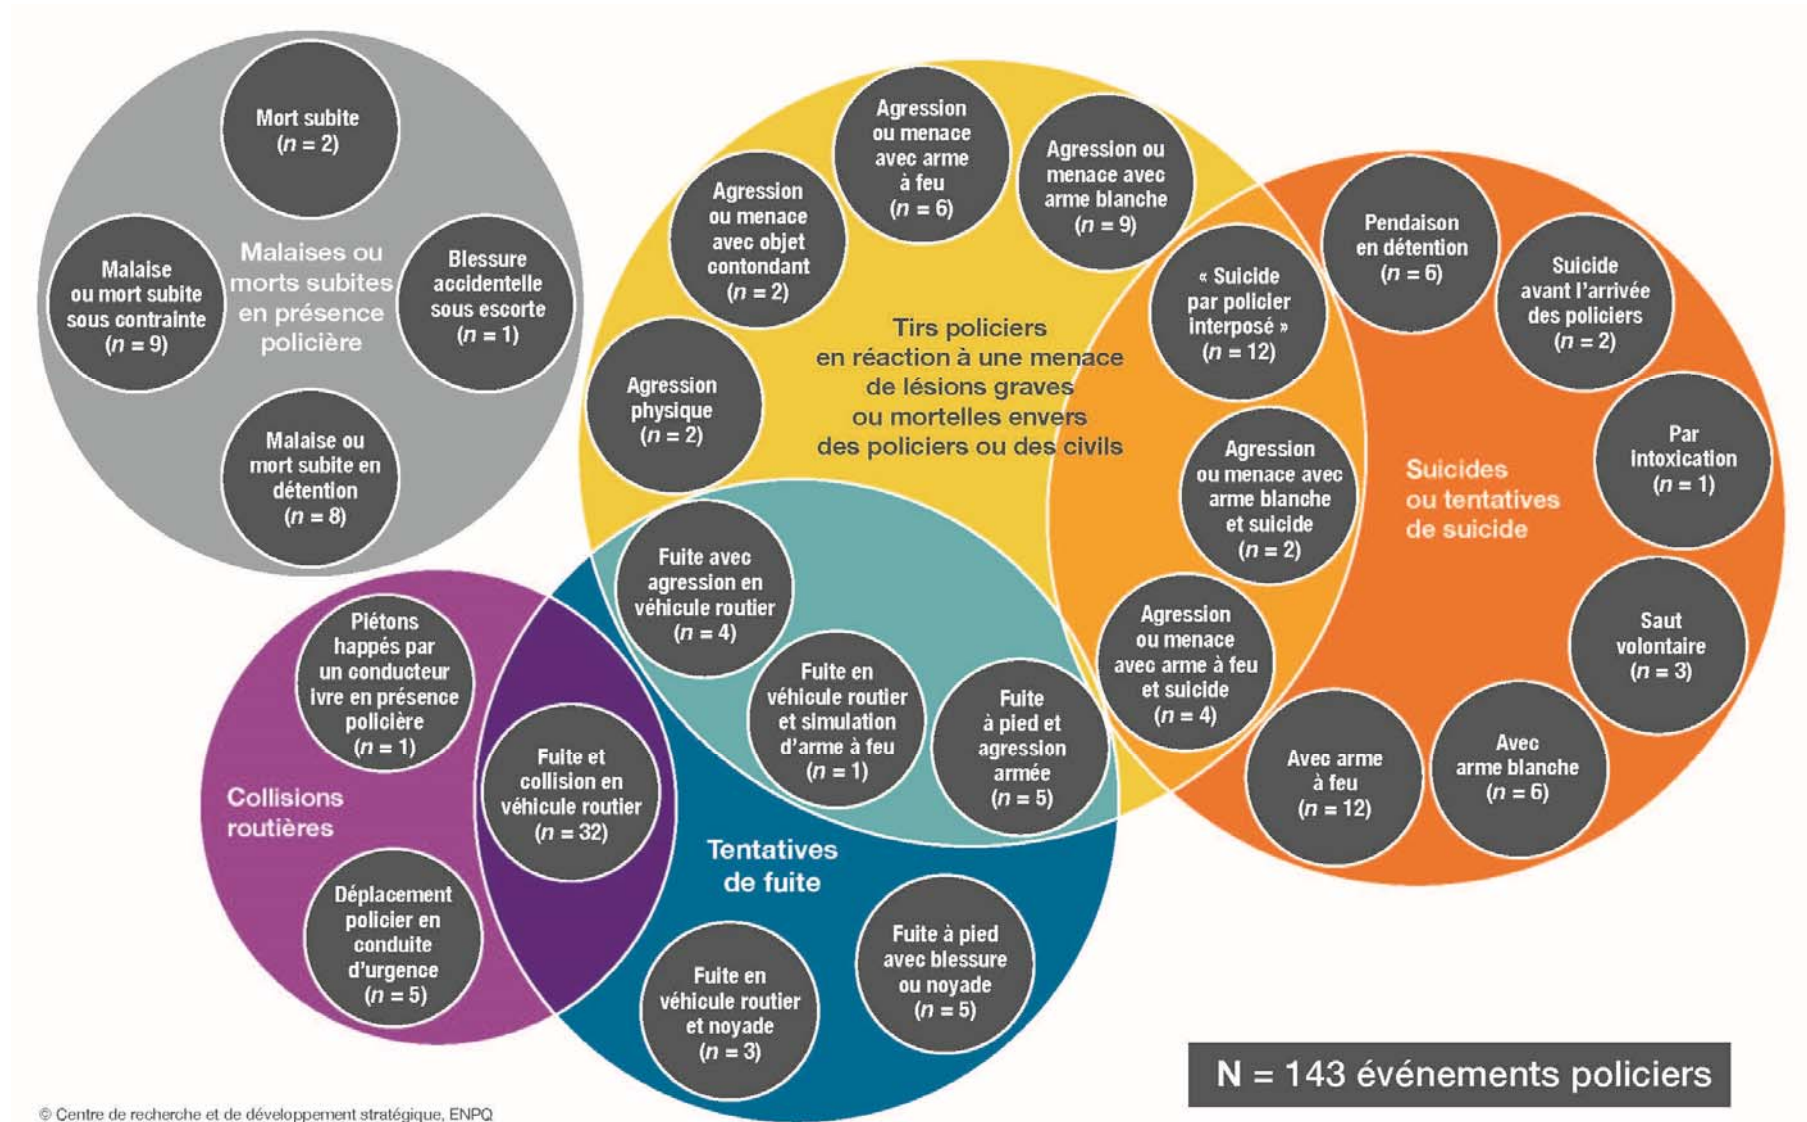 Mort subite
(n = 2)
Malaise
ou mort subite
sous contrainte
(n = 9)
Malaises ou
morts subites
en présence
policière
Blessure
accidentelle
sous escorte
(n = 1)
Malaise ou
mort subite en
détention
(n = 8)
Agression
ou menace
avec arme
à feu
(n = 6)
Agression ou
menace avec
arme blanche
(n = 9)
Agression
ou menace
avec objet
contondant
(n = 2)
Agression
physique
(n = 2)
Tirs policiers
en réaction à une menace
de lésions graves
ou mortelles envers
des policiers ou des civils
« Suicide
par policier
interposé »
(n = 12)
Agression
ou menace avec
arme blanche
et suicide
(n = 2)
Agression
ou menace
avec arme à feu
et suicide
(n = 4)
Pendaison
en détention
(n = 6)
Suicide
avant l'arrivée
des policiers
(n = 2)
Par
intoxication
(n = 1)
Suicides
ou tentatives
de suicide
Saut
volontaire
(n = 3)
Avec arme
à feu
(n = 12)
Avec
arme blanche
(n = 6)
Fuite avec
agression en
véhicule routier
(n = 4)
Fuite en
véhicule routier
et simulation
d'arme à feu
(n = 1)
Fuite
à pied et
agression
armée
(n = 5)
Piétons
happés par
un conducteur
ivre en présence
policière
(n = 1)
Collisions
routières
Fuite et
collision en
véhicule routier
(n = 32)
Déplacement
policier en
conduite
d'urgence
(n = 5)
Tentatives
de fuite
Fuite en
véhicule routier
et noyade
(n = 3)
Fuite à pied
avec blessure
ou noyade
(n = 5)
N = 143 événements policiers
© Centre de recherche et de développement stratégique, ENPQ